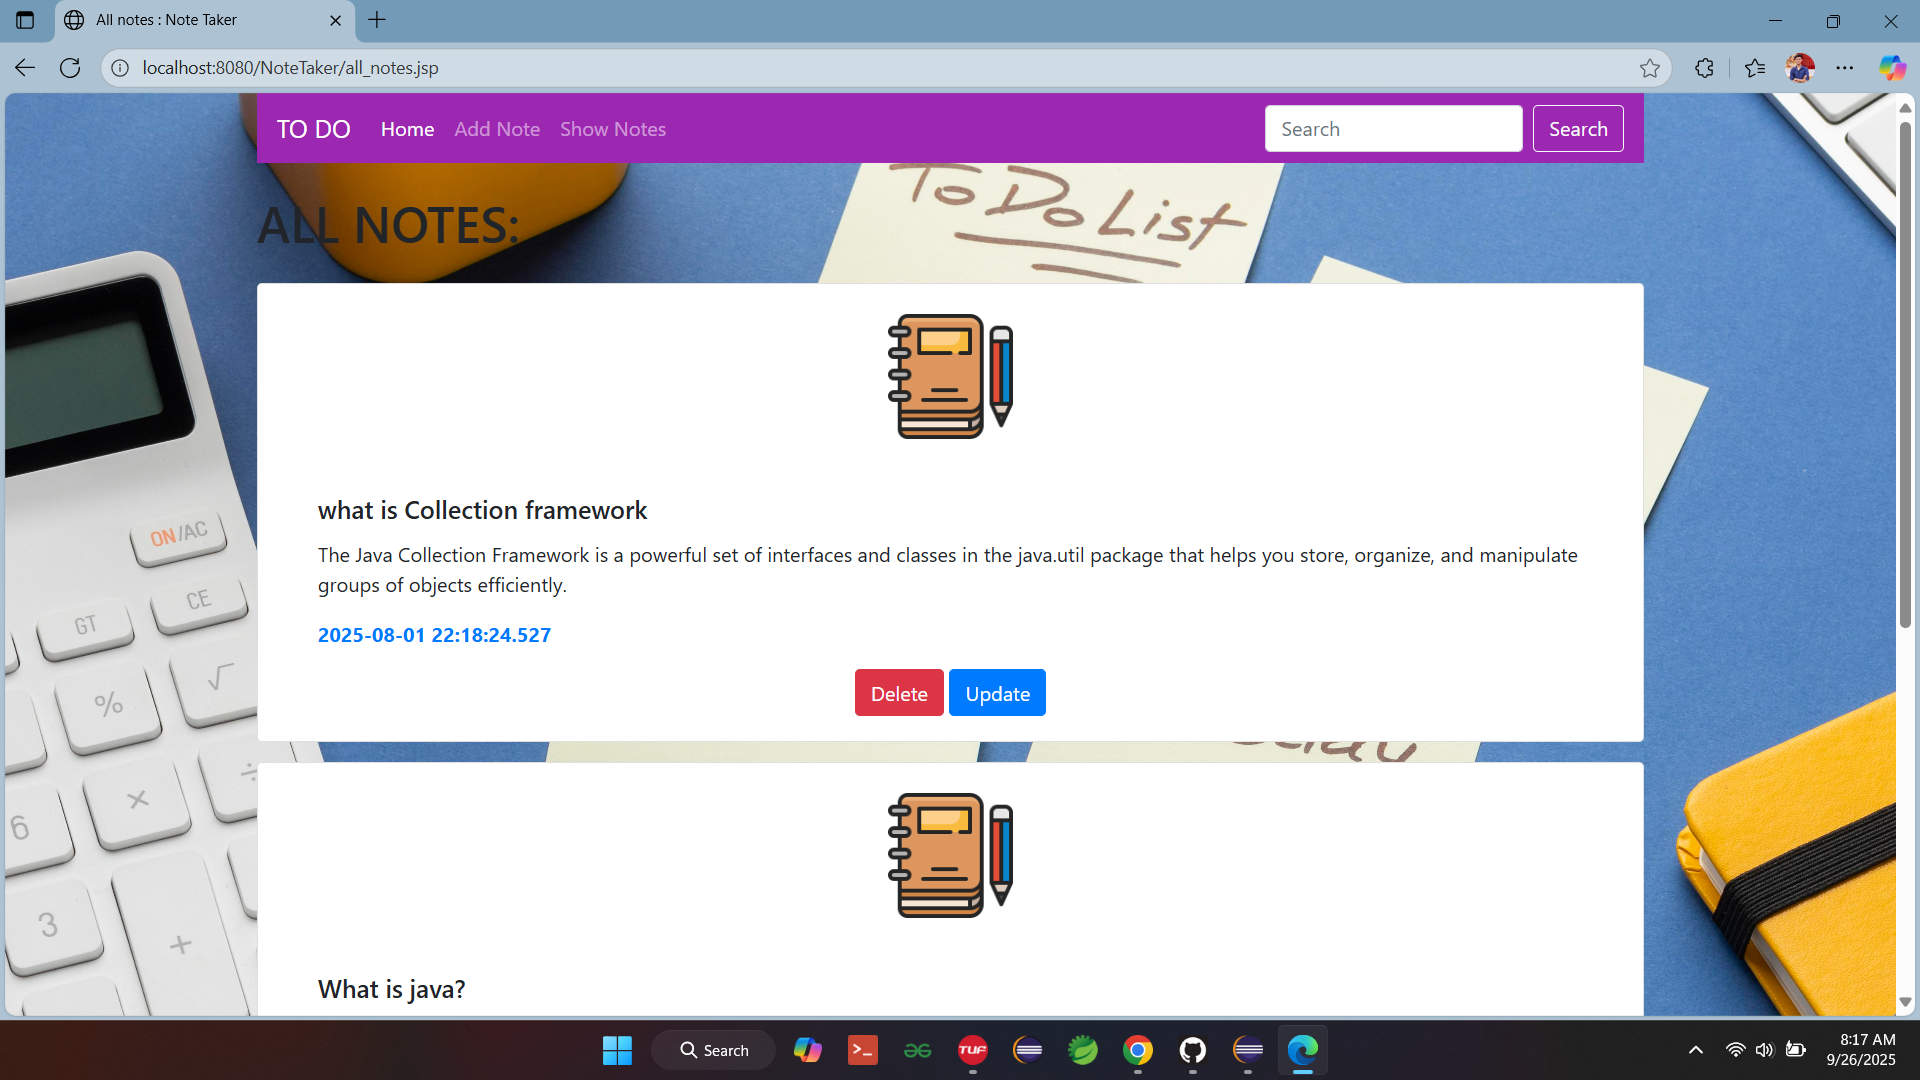 All notes : Note Taker
localhost:8080/NoteTaker/all_notes.jsp
TO DO Home Add Note Show Notes Search Search
To Do List
ALL NOTES:
what is Collection framework
The Java Collection Framework is a powerful set of interfaces and classes in the java.util package that helps you store, organize, and manipulate
groups of objects efficiently.
2025-08-01 22:18:24.527
Delete Update
ON/AC
CE
GT
√
%
÷
×
6
3
+
What is java?
Search
TUF
8:17 AM
9/26/2025